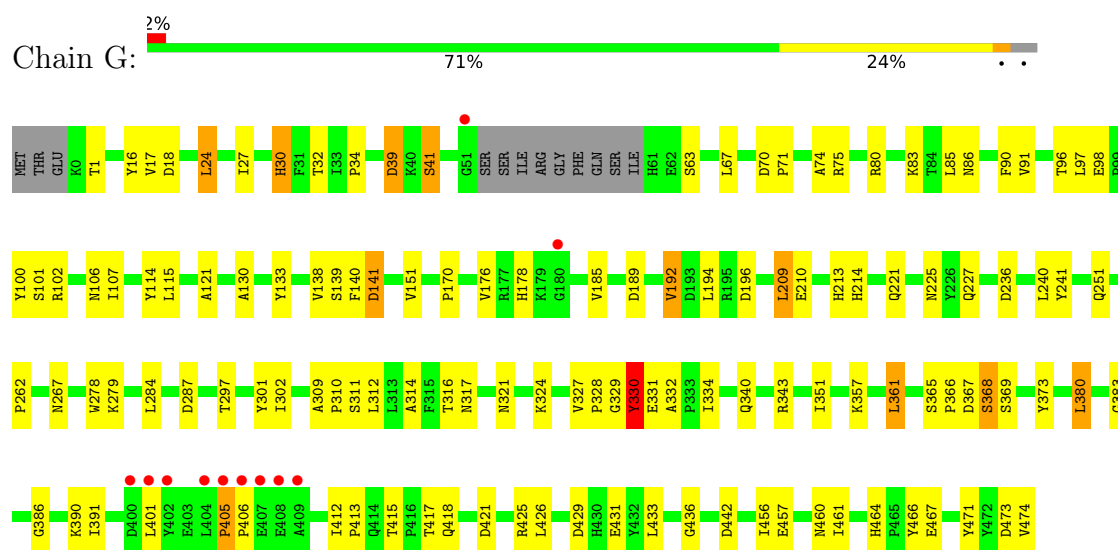 2%
Chain G:
71% 24% • •
MET THR GLU K0 T1 Y16 V17 D18 L24 I27 H30 F31 T32 I33 P34 D39 K40 S41 G51 SER SER ILE ARG GLY PHE GLN SER ILE H61 E62 S63 L67 D70 P71 A74 R75 R80 K83 T84 L85 N86 F90 V91 T96 L97 E98 P99
Y100 S101 R102 N106 I107 Y114 L115 A121 A130 Y133 V138 S139 F140 D141 V151 P170 V176 R177 H178 K179 G180 V185 D189 V192 D193 L194 R195 D196 L209 E210 H213 H214 Q221 N225 Y226 Q227 D236 L240 Y241 Q251
P262 N267 W278 K279 L284 D287 T297 Y301 I302 A309 P310 S311 L312 L313 A314 F315 T316 N317 N321 K324 V327 P328 G329 Y330 E331 A332 P333 I334 Q340 R343 I351 K357 L361 S365 P366 D367 S368 S369 Y373 L380 G383
G386 K390 I391 D400 L401 Y402 E403 L404 P405 P406 E407 E408 A409 I412 P413 Q414 T415 P416 T417 Q418 D421 R425 L426 D429 H430 E431 Y432 L433 G436 D442 I456 E457 N460 I461 H464 P465 Y466 E467 Y471 Y472 D473 V474